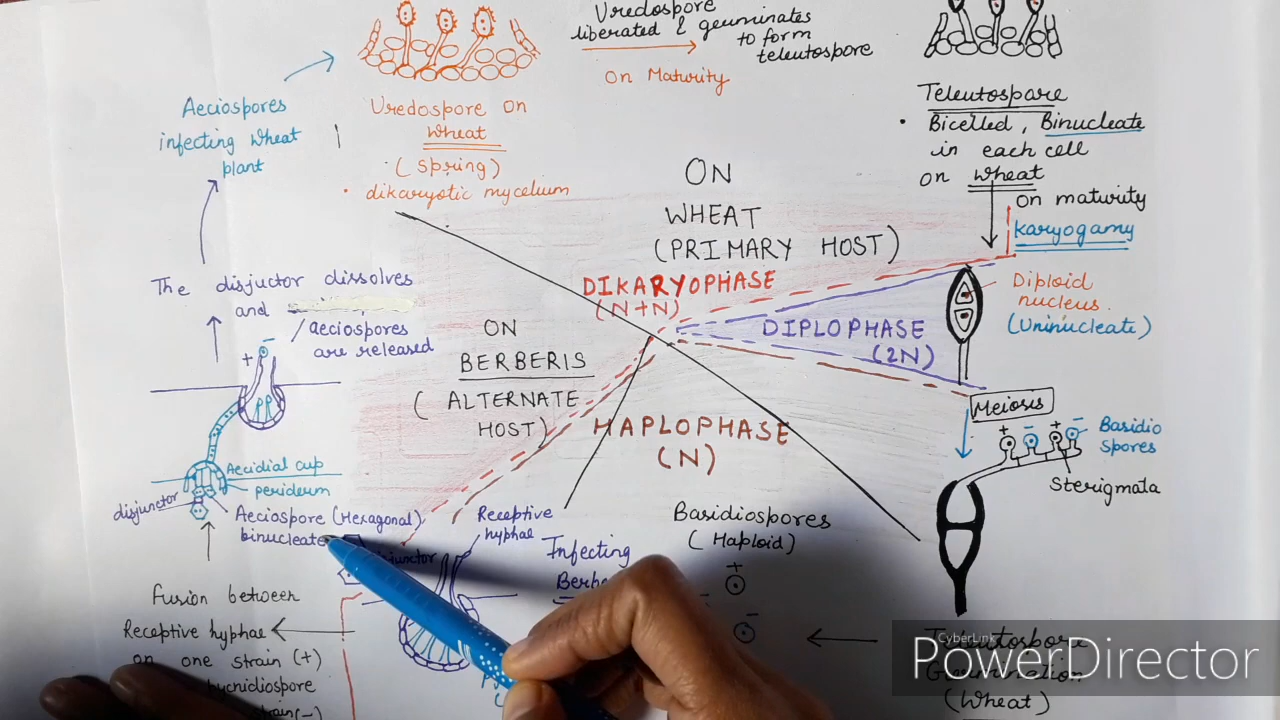 Uredospore
liberated & germinates
to form
teleutospore
On Maturity
Aeciospores
infecting Wheat
plant
Uredospore on
Wheat
(Spring)
• dikaryotic mycelium
Teleutospore
• Bicelled, Binucleate
in each cell
on Wheat
on maturity
Karyogamy
ON
WHEAT
(PRIMARY HOST)
DIKARYOPHASE
(N+N)
DIPLOPHASE
(2N)
Diploid
nucleus.
(Uninucleate)
The disjuctor dissolves
and
aeciospores
are released
+ -
ON
BERBERIS
(ALTERNATE
HOST)
HAPLOPHASE
(N)
Meiosis
+ - + -
Basidio
spores
Sterigmata
Aecidial cup
periderm
disjunctor
Aeciospore (Hexagonal)
binucleate
Receptive
hyphae
Infecting
Basidiospores
(Haploid)
+
-
-
Fusion between
Receptive hyphae
on one strain (+)
pycnidiospore
strain(-)
(Wheat)
CyberLink
PowerDirector